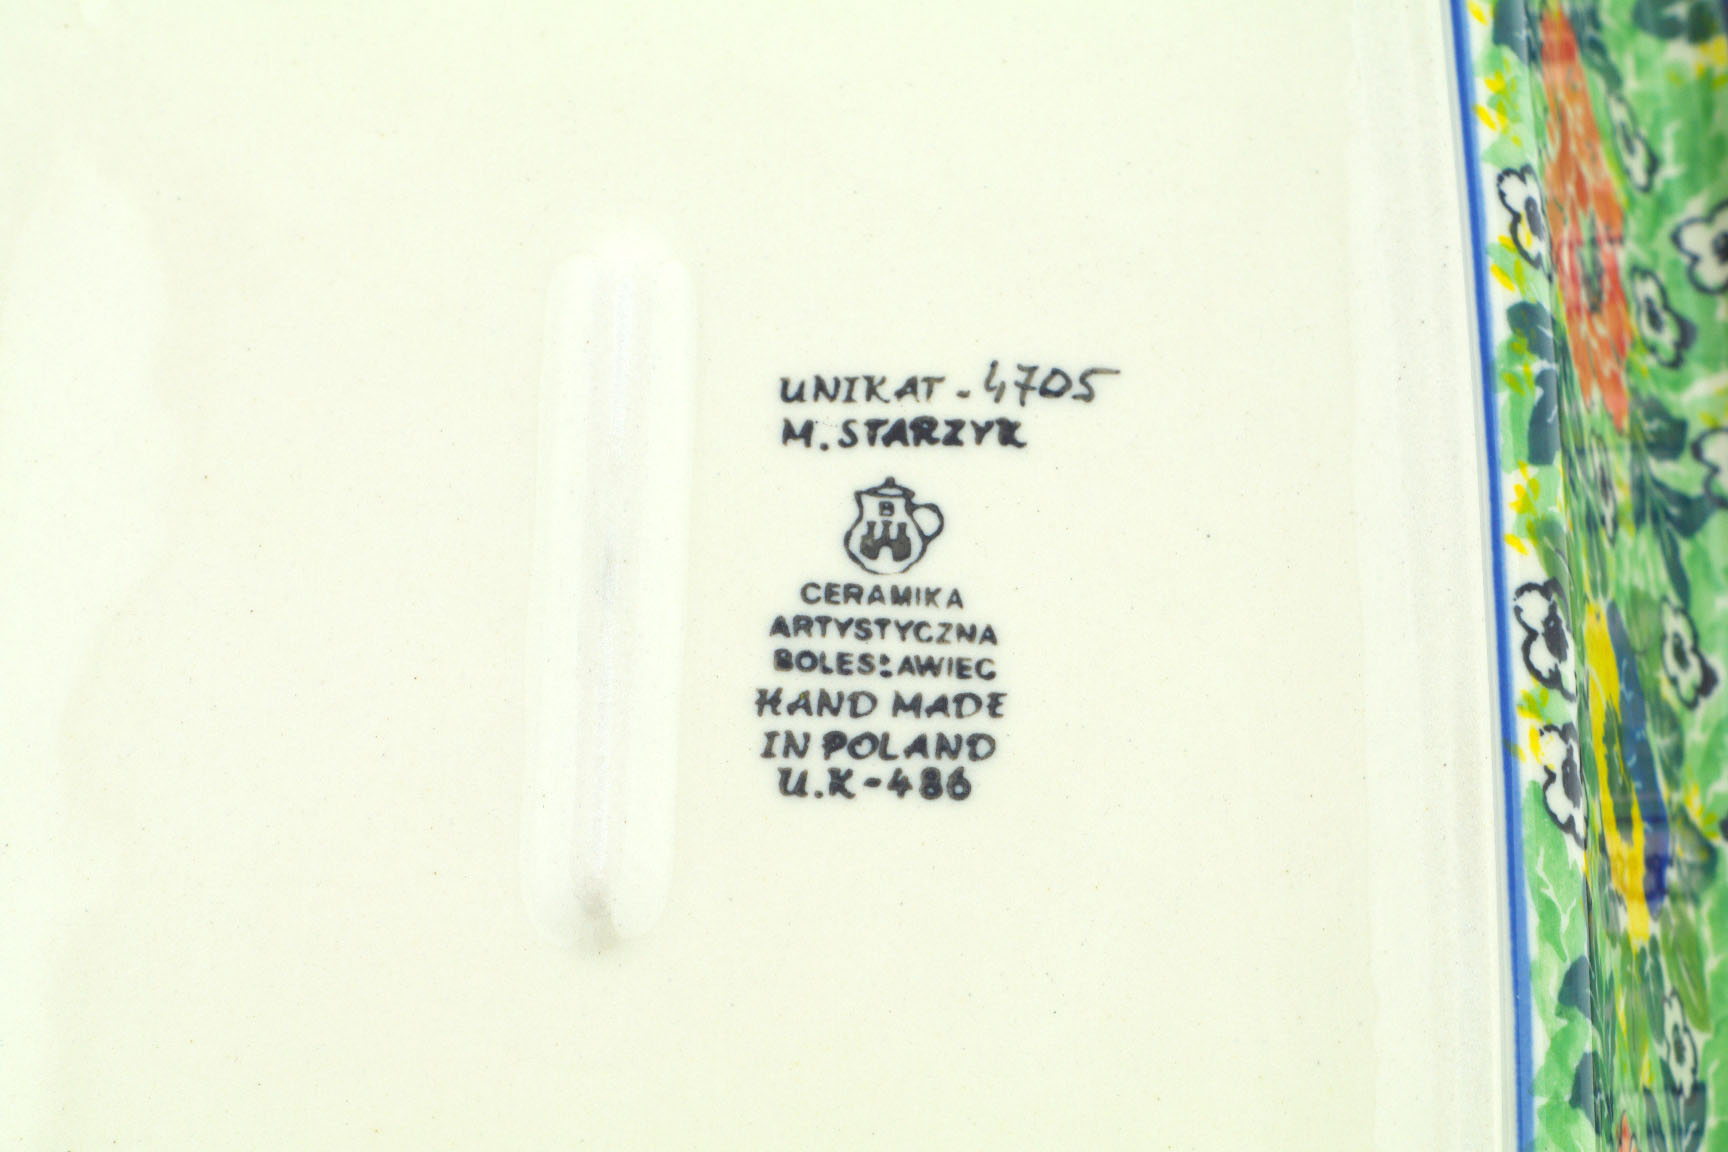 UNIKAT - 4705
M. STARZYK
B
CERAMIKA
ARTYSTYCZNA
BOLESŁAWIEC
HAND MADE
IN POLAND
U.K-486